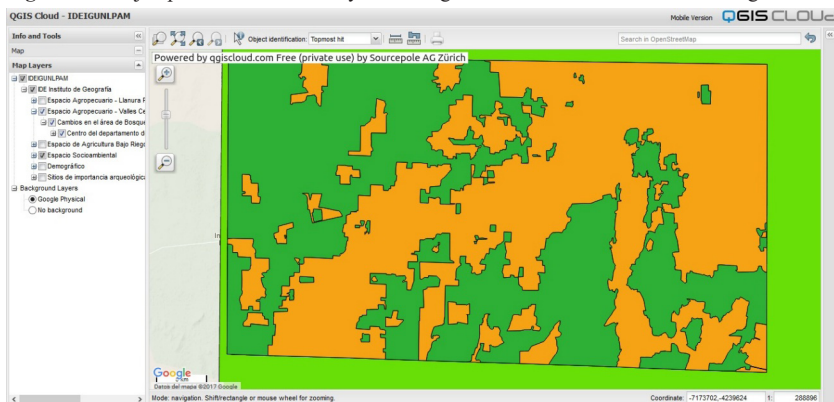 QGIS Cloud - IDEIGUNLPAM
Mobile Version QGIS CLOUD
Info and Tools
Object identification: Topmost hit
Search in OpenStreetMap
Map
Map Layers
Powered by qgiscloud.com Free (private use) by Sourcepole AG Zürich
IDEIGUNLPAM
IDE Instituto de Geografía
Espacio Agropecuario - Llanura
Espacio Agropecuario - Valles Ce
Cambios en el área de Bosque
Centro del departamento d
Espacio de Agricultura Bajo Riego
Espacio Socioambiental
Demográfico
Sitios de importancia arqueológic
Background Layers
Google Physical
No background
In
Google
Datos del mapa ©2017 Google
Mode: navigation. Shift/rectangle or mouse wheel for zooming.
Coordinate: -7173702,-4239624 1: 288896